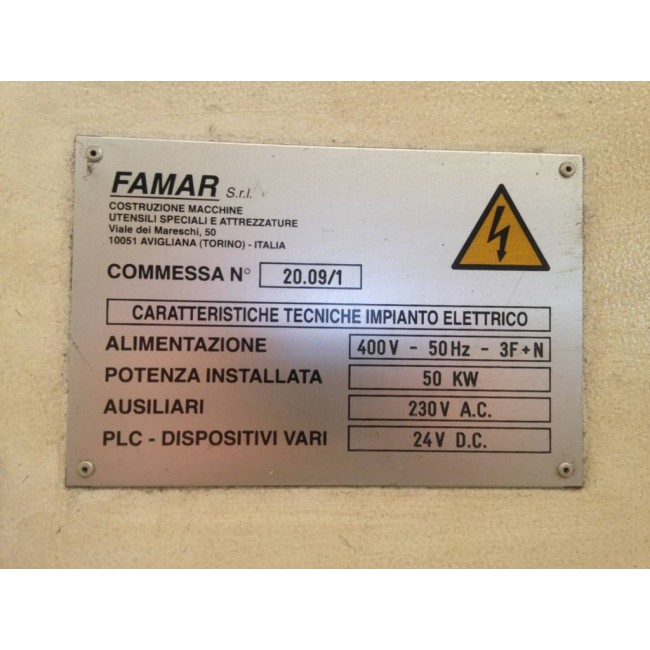 FAMAR S.r.l.
COSTRUZIONE MACCHINE
UTENSILI SPECIALI E ATTREZZATURE
Viale dei Mareschi, 50
10051 AVIGLIANA (TORINO) - ITALIA
COMMESSA N° 20.09/1
CARATTERISTICHE TECNICHE IMPIANTO ELETTRICO
ALIMENTAZIONE 400V - 50Hz - 3F+N
POTENZA INSTALLATA 50 KW
AUSILIARI 230V A.C.
PLC - DISPOSITIVI VARI 24V D.C.